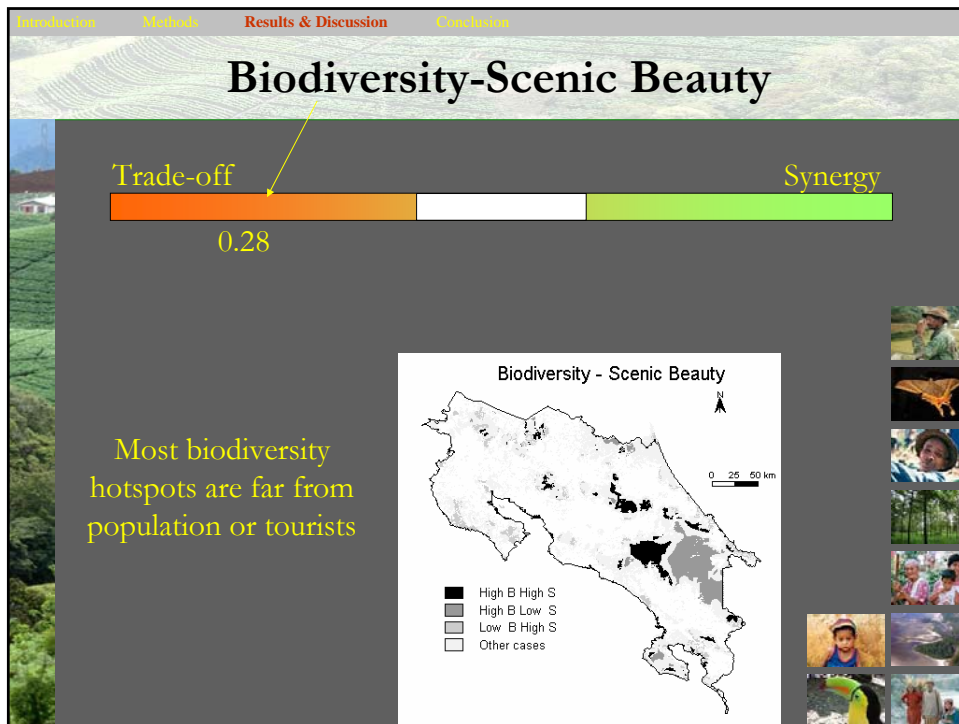 Introduction Methods Results & Discussion Conclusion
Biodiversity-Scenic Beauty
Trade-off Synergy
0.28
Most biodiversity
hotspots are far from
population or tourists
Biodiversity - Scenic Beauty
N
0 25 50 km
High B High S
High B Low S
Low B High S
Other cases